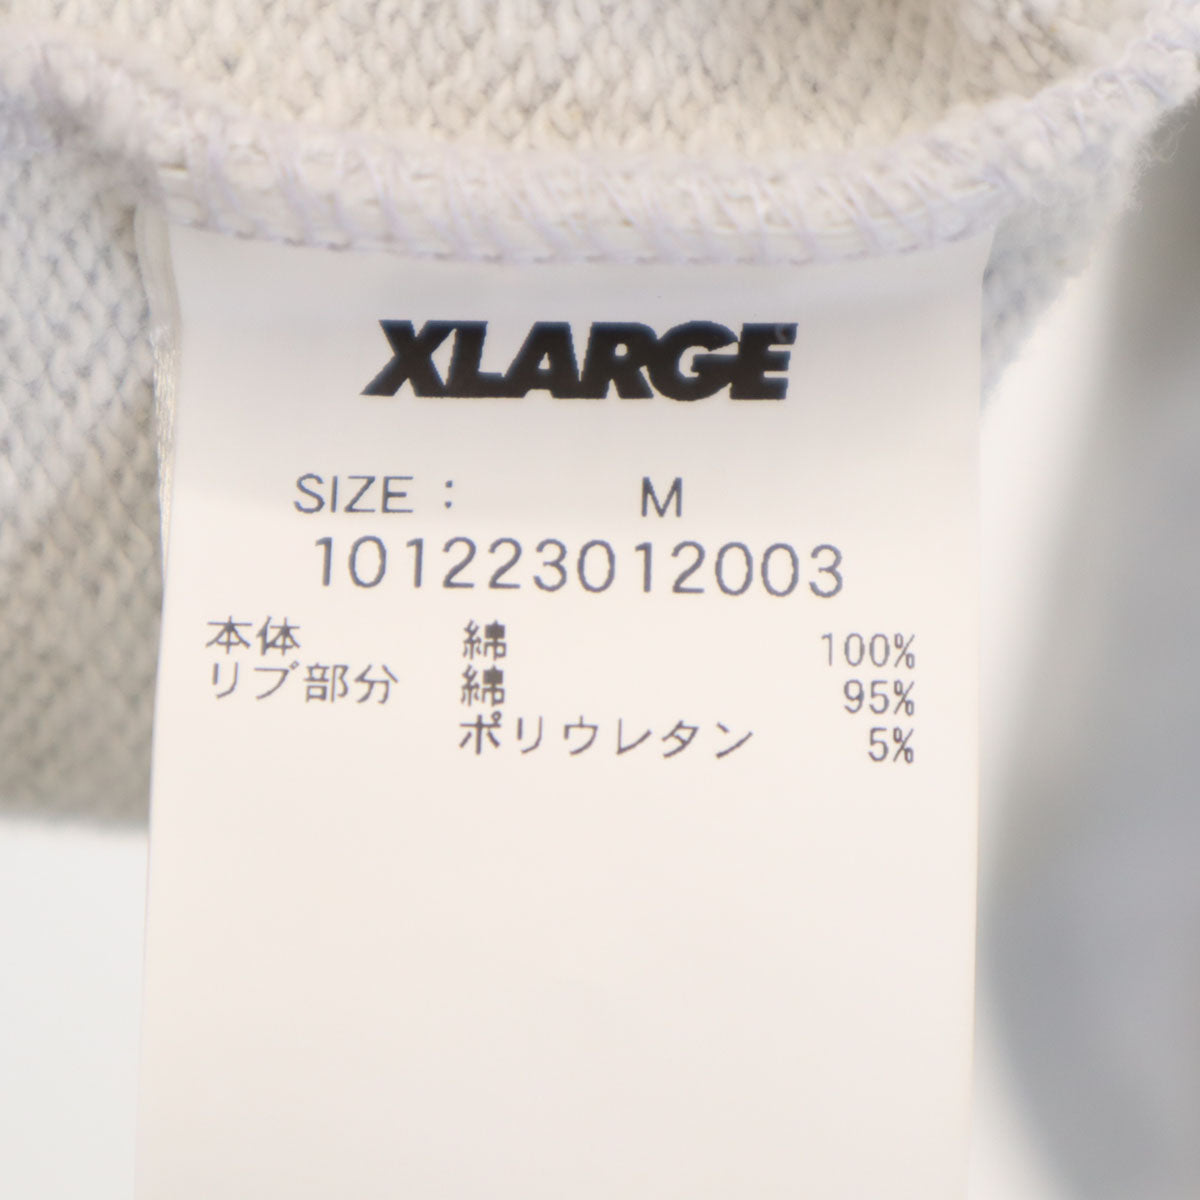 XLARGE
SIZE : M
101223012003
本体 綿 100%
リブ部分 綿 95%
ポリウレタン 5%